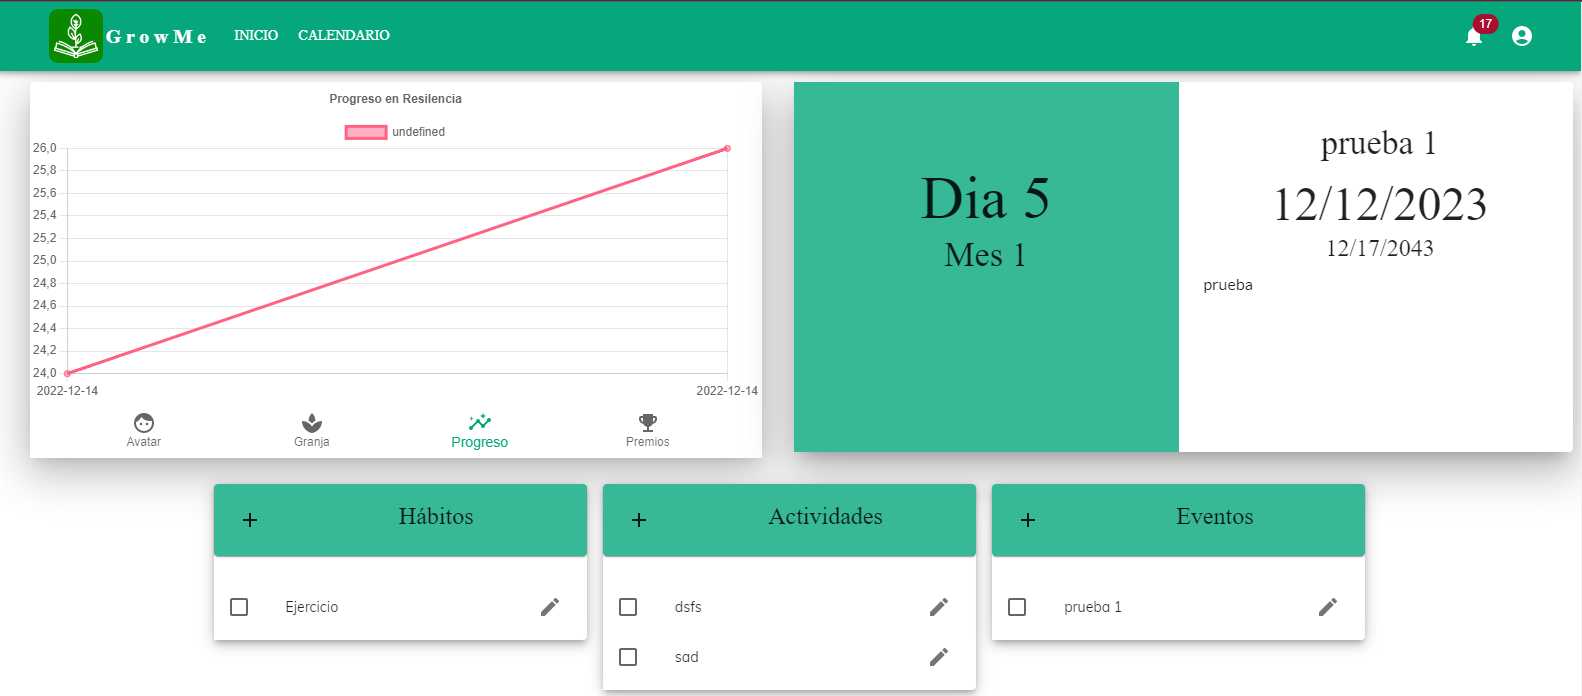 GrowMe
INICIO
CALENDARIO
17
Progreso en Resilencia
undefined
26,0
25,8
25,6
25,4
25,2
25,0
24,8
24,6
24,4
24,2
24,0
2022-12-14
2022-12-14
Avatar
Granja
Progreso
Premios
Dia 5
Mes 1
prueba 1
12/12/2023
12/17/2043
prueba
Hábitos
Ejercicio
Actividades
dsfs
sad
Eventos
prueba 1